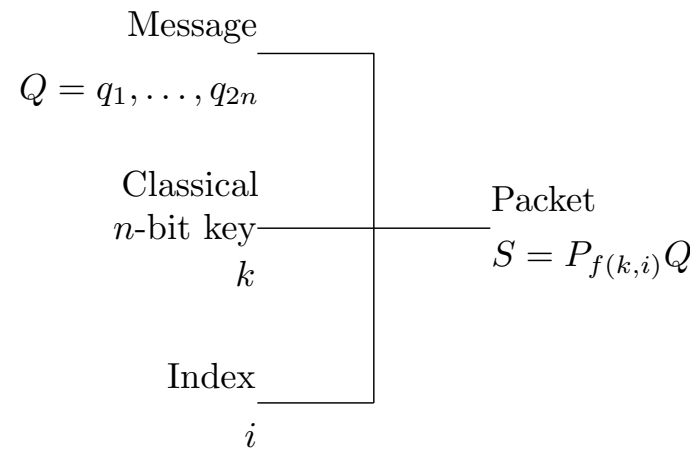 Message
Q = q_1, . . . , q_{2n}
Classical
n-bit key
k
Packet
S = P_{f(k,i)}Q
Index
i